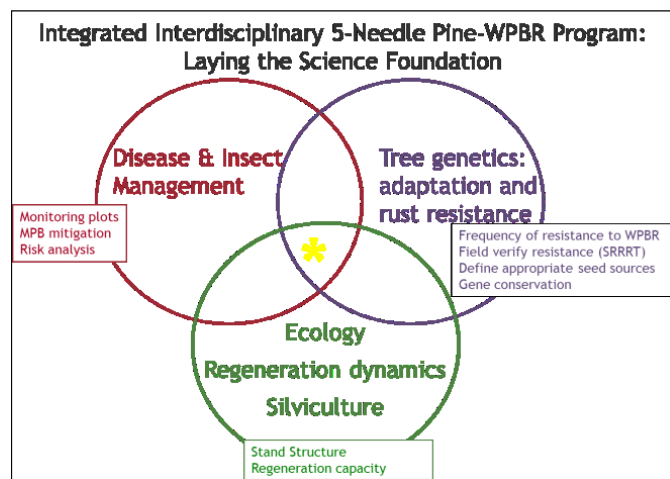 Integrated Interdisciplinary 5-Needle Pine-WPBR Program:
Laying the Science Foundation
Disease & Insect
Management
Tree genetics:
adaptation and
rust resistance
Monitoring plots
MPB mitigation
Risk analysis
Frequency of resistance to WPBR
Field verify resistance (SRRRT)
Define appropriate seed sources
Gene conservation
*
Ecology
Regeneration dynamics
Silviculture
Stand Structure
Regeneration capacity